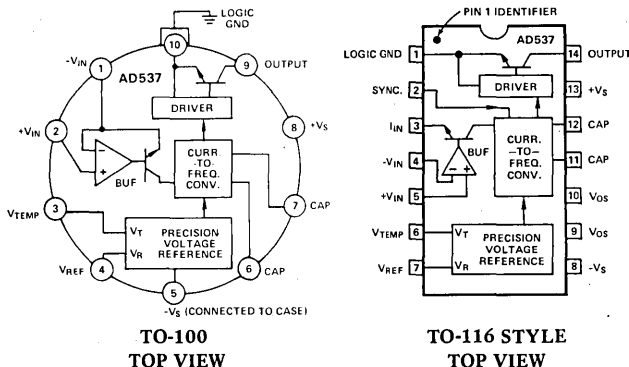 LOGIC
GND
10
-VIN
1
AD537
9
OUTPUT
DRIVER
+VIN
2
8
+VS
-
+
BUF
CURR.
-TO-
FREQ.
CONV.
7
CAP
VTEMP
3
VT
VR
PRECISION
VOLTAGE
REFERENCE
VREF
4
6
CAP
5
-VS (CONNECTED TO CASE)
TO-100
TOP VIEW
PIN 1 IDENTIFIER
AD537
LOGIC GND
1
14
OUTPUT
DRIVER
SYNC.
2
13
+VS
IIN
3
BUF
CURR.
-TO-
FREQ.
CONV.
12
CAP
-VIN
4
- +
11
CAP
+VIN
5
10
VOS
VTEMP
6
VT
PRECISION
VOLTAGE
REFERENCE
9
VOS
VREF
7
VR
8
-VS
TO-116 STYLE
TOP VIEW